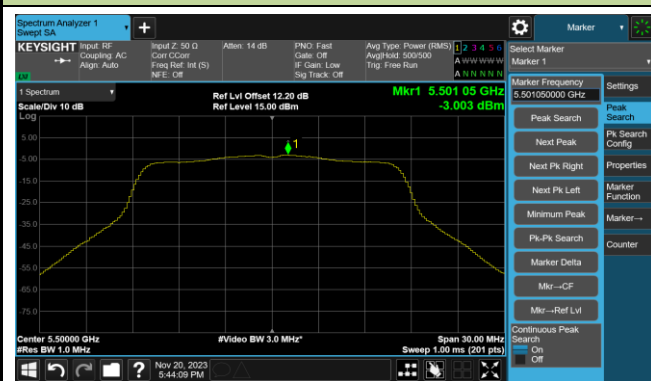 Spectrum Analyzer 1
Swept SA
+
Marker
KEYSIGHT
Input: RF
Coupling: AC
Align: Auto
Input Z: 50 Ω
Corr CCorr
Freq Ref: Int (S)
NFE: Off
Atten: 14 dB
PNO: Fast
Gate: Off
IF Gain: Low
Sig Track: Off
Avg Type: Power (RMS)
Avg|Hold: 500/500
Trig: Free Run
1 2 3 4 5 6
A W W W W W
A N N N N N
LXI
Select Marker
Marker 1
1 Spectrum
Scale/Div 10 dB
Log
Ref Lvl Offset 12.20 dB
Ref Level 15.00 dBm
Mkr1 5.501 05 GHz
-3.003 dBm
1
5.00
-5.00
-15.0
-25.0
-35.0
-45.0
-55.0
-65.0
-75.0
Center 5.50000 GHz
#Res BW 1.0 MHz
#Video BW 3.0 MHz*
Span 30.00 MHz
Sweep 1.00 ms (201 pts)
Marker Frequency
5.501050000 GHz
Peak Search
Next Peak
Next Pk Right
Next Pk Left
Minimum Peak
Pk-Pk Search
Marker Delta
Mkr→CF
Mkr→Ref Lvl
Continuous Peak
Search
On
Off
Settings
Peak
Search
Pk Search
Config
Properties
Marker
Function
Marker→
Counter
?
Nov 20, 2023
5:44:09 PM